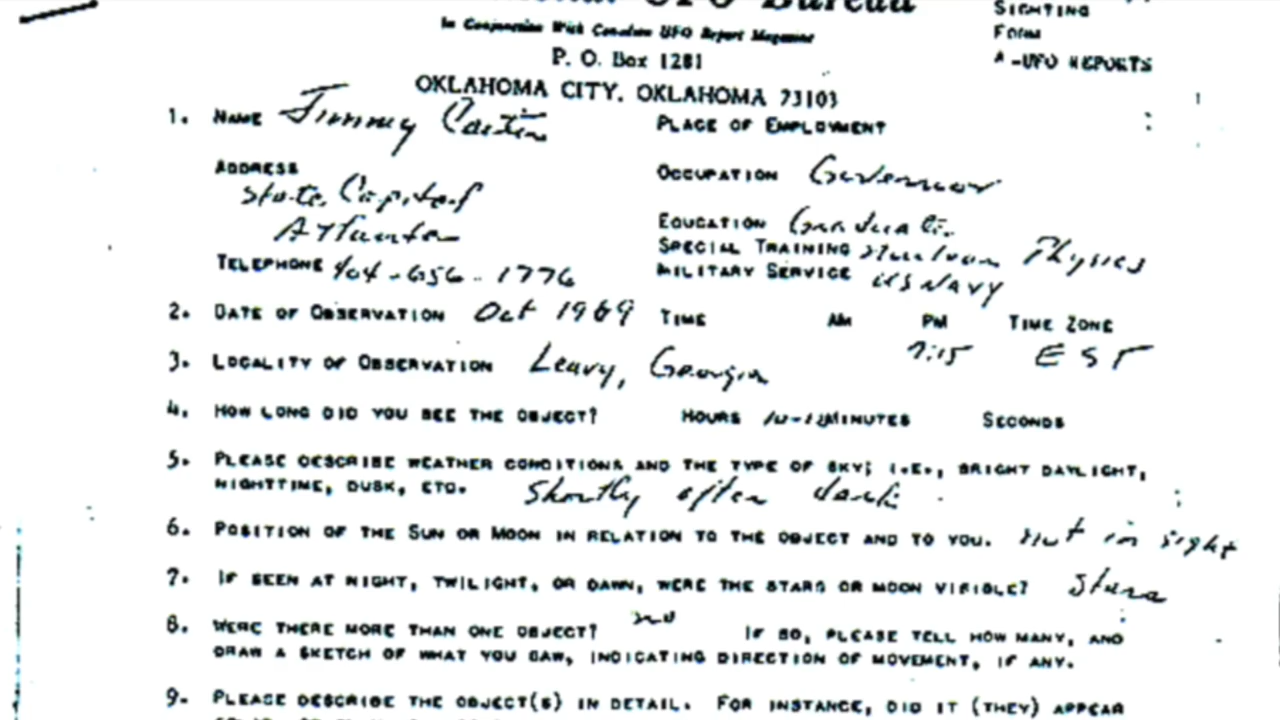 UFO Bureau
In Conjunction With Canadian UFO Report Magazine
P. O. Box 1281
OKLAHOMA CITY, OKLAHOMA 73103
SIGHTING
FORM
A-UFO REPORTS
1. NAME Jimmy Carter PLACE OF EMPLOYMENT
ADDRESS OCCUPATION Governor
State Capitol
Atlanta EDUCATION Graduate
SPECIAL TRAINING Nuclear Physics
TELEPHONE 404-656-1776 MILITARY SERVICE US NAVY
2. DATE OF OBSERVATION Oct 1969 TIME AM PM TIME ZONE
7:15 EST
3. LOCALITY OF OBSERVATION Leary, Georgia
4. HOW LONG DID YOU SEE THE OBJECT? HOURS 10-12 MINUTES SECONDS
5. PLEASE DESCRIBE WEATHER CONDITIONS AND THE TYPE OF SKY; I.E., BRIGHT DAYLIGHT,
NIGHTTIME, DUSK, ETC. Shortly after dark.
6. POSITION OF THE SUN OR MOON IN RELATION TO THE OBJECT AND TO YOU. Not in sight
7. IF SEEN AT NIGHT, TWILIGHT, OR DAWN, WERE THE STARS OR MOON VISIBLE? Stars
8. WERE THERE MORE THAN ONE OBJECT? no IF SO, PLEASE TELL HOW MANY, AND
DRAW A SKETCH OF WHAT YOU SAW, INDICATING DIRECTION OF MOVEMENT, IF ANY.
9. PLEASE DESCRIBE THE OBJECT(S) IN DETAIL. FOR INSTANCE, DID IT (THEY) APPEAR